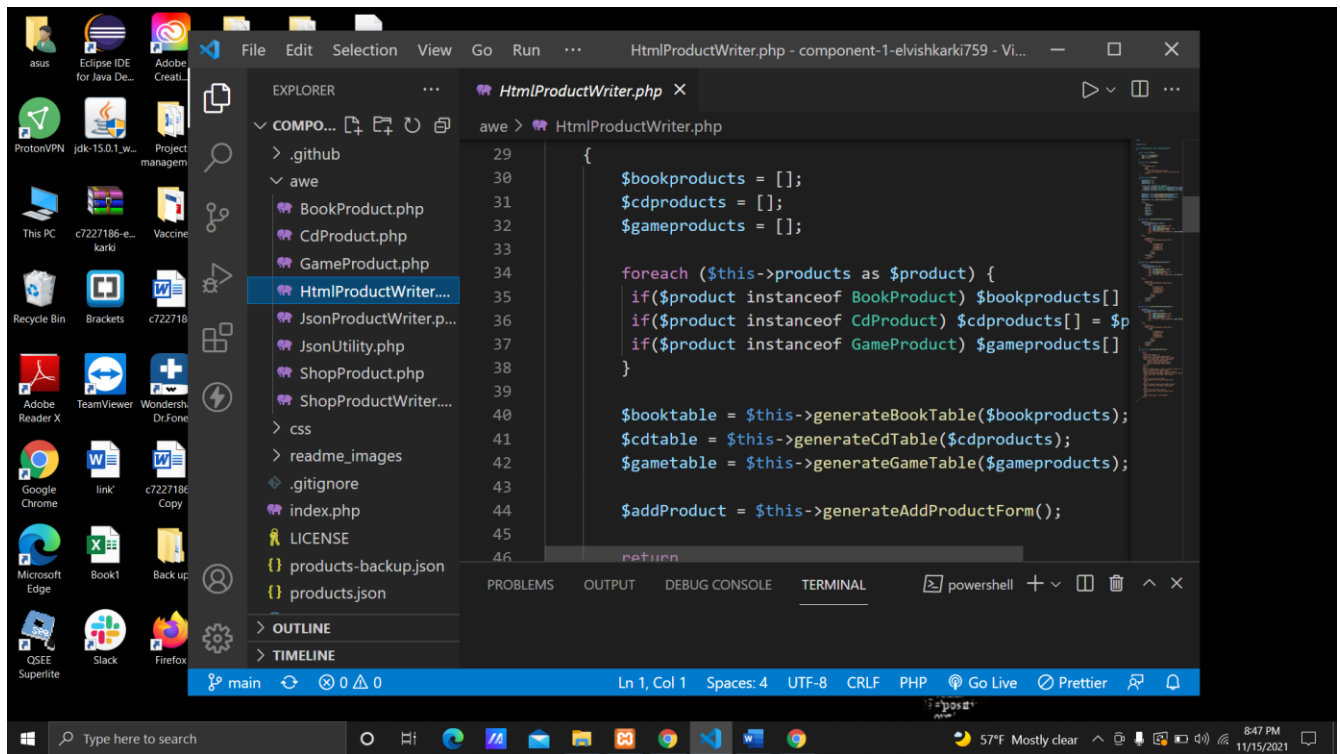 asus
Eclipse IDE
for Java De...
Adobe
Creati...
ProtonVPN
jdk-15.0.1_w...
Project
managem
This PC
c7227186-e...
karki
Vaccine
Recycle Bin
Brackets
c722718
Adobe
Reader X
TeamViewer
Wondersh
Dr.Fone
Google
Chrome
link'
c7227186
Copy
Microsoft
Edge
Book1
Back up
QSEE
Superlite
Slack
Firefox
File Edit Selection View Go Run ··· HtmlProductWriter.php - component-1-elvishkarki759 - Vi...
EXPLORER ···
COMPO...
> .github
awe
BookProduct.php
CdProduct.php
GameProduct.php
HtmlProductWriter....
JsonProductWriter.p...
JsonUtility.php
ShopProduct.php
ShopProductWriter....
> css
> readme_images
.gitignore
index.php
LICENSE
{} products-backup.json
{} products.json
> OUTLINE
> TIMELINE
HtmlProductWriter.php ×
awe > HtmlProductWriter.php
29 {
30 $bookproducts = [];
31 $cdproducts = [];
32 $gameproducts = [];
33
34 foreach ($this->products as $product) {
35 if($product instanceof BookProduct) $bookproducts[]
36 if($product instanceof CdProduct) $cdproducts[] = $p
37 if($product instanceof GameProduct) $gameproducts[]
38 }
39
40 $booktable = $this->generateBookTable($bookproducts);
41 $cdtable = $this->generateCdTable($cdproducts);
42 $gametable = $this->generateGameTable($gameproducts);
43
44 $addProduct = $this->generateAddProductForm();
45
46 return
PROBLEMS OUTPUT DEBUG CONSOLE TERMINAL powershell
main 0 0 Ln 1, Col 1 Spaces: 4 UTF-8 CRLF PHP Go Live Prettier
Type here to search
57°F Mostly clear
8:47 PM
11/15/2021